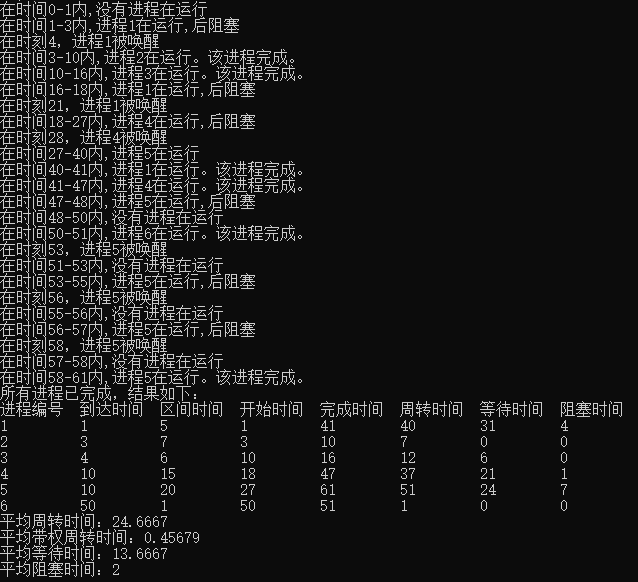 在时间0-1内,没有进程在运行
在时间1-3内,进程1在运行,后阻塞
在时刻4，进程1被唤醒
在时间3-10内,进程2在运行。该进程完成。
在时间10-16内,进程3在运行。该进程完成。
在时间16-18内,进程1在运行,后阻塞
在时刻21，进程1被唤醒
在时间18-27内,进程4在运行,后阻塞
在时刻28，进程4被唤醒
在时间27-40内,进程5在运行
在时间40-41内,进程1在运行。该进程完成。
在时间41-47内,进程4在运行。该进程完成。
在时间47-48内,进程5在运行,后阻塞
在时间48-50内,没有进程在运行
在时间50-51内,进程6在运行。该进程完成。
在时刻53，进程5被唤醒
在时间51-53内,没有进程在运行
在时间53-55内,进程5在运行,后阻塞
在时刻56，进程5被唤醒
在时间55-56内,没有进程在运行
在时间56-57内,进程5在运行,后阻塞
在时刻58，进程5被唤醒
在时间57-58内,没有进程在运行
在时间58-61内,进程5在运行。该进程完成。
所有进程已完成，结果如下：
进程编号 到达时间 区间时间 开始时间 完成时间 周转时间 等待时间 阻塞时间
1 1 5 1 41 40 31 4
2 3 7 3 10 7 0 0
3 4 6 10 16 12 6 0
4 10 15 18 47 37 21 1
5 10 20 27 61 51 24 7
6 50 1 50 51 1 0 0
平均周转时间：24.6667
平均带权周转时间：0.45679
平均等待时间：13.6667
平均阻塞时间：2